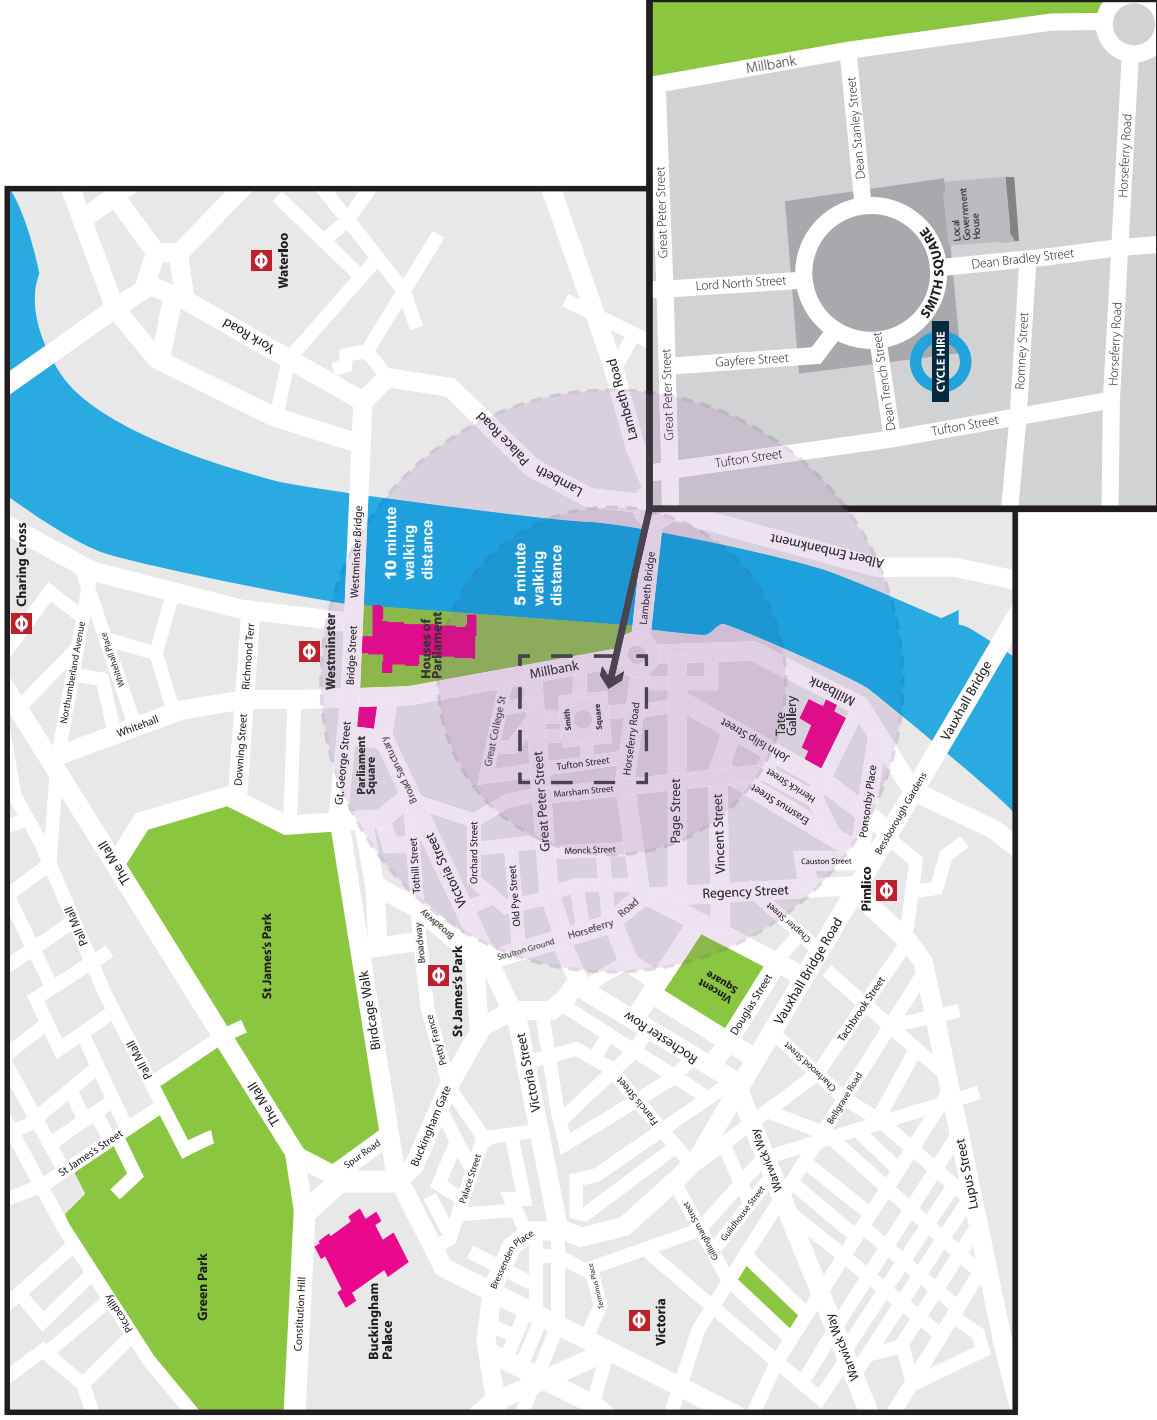 Millbank
Dean Stanley Street
Great Peter Street
Horseferry Road
Local
Government
House
SMITH SQUARE
Dean Bradley Street
Lord North Street
Gayfere Street
Great Peter Street
Dean Trench Street
CYCLE HIRE
Romney Street
Horseferry Road
Tufton Street
Tufton Street
Waterloo
York Road
Lambeth Road
Lambeth
Palace Road
Albert Embankment
Charing Cross
Westminster Bridge
10 minute
walking
distance
5 minute
walking
distance
Lambeth Bridge
Northumberland Avenue
Whitehall Place
Richmond Terr
Westminster
Bridge Street
Houses of
Parliament
Whitehall
Downing Street
Gt. George Street
Parliament
Square
Broad Sanctuary
Great College St
Millbank
Smith
Square
Horseferry Road
Tufton Street
Marsham Street
Great Peter Street
Monck Street
Page Street
Vincent Street
John Islip Street
Herrick Street
Erasmus Street
Tate
Gallery
Millbank
Vauxhall Bridge
Ponsonby Place
Bessborough Gardens
Causton Street
Pimlico
Regency Street
Chapter Street
Vauxhall Bridge Road
The Mall
Pall Mall
St James's Park
Tothill Street
Victoria Street
Orchard Street
Old Pye Street
Broadway
Broadway
Strutton Ground
Horseferry
Road
St James's Park
Birdcage Walk
Petty France
Vincent
Square
Douglas Street
Rochester Row
Tachbrook Street
Charlwood Street
Bellgrave Road
Pall Mall
The Mall
St James's Street
Spur Road
Buckingham Gate
Victoria Street
Francis Street
Palace Street
Warwick Way
Guildhouse Street
Gillingham Street
Lupus Street
Green Park
Piccadilly
Constitution Hill
Buckingham
Palace
Bressenden Place
Terminus Place
Victoria
Warwick Way